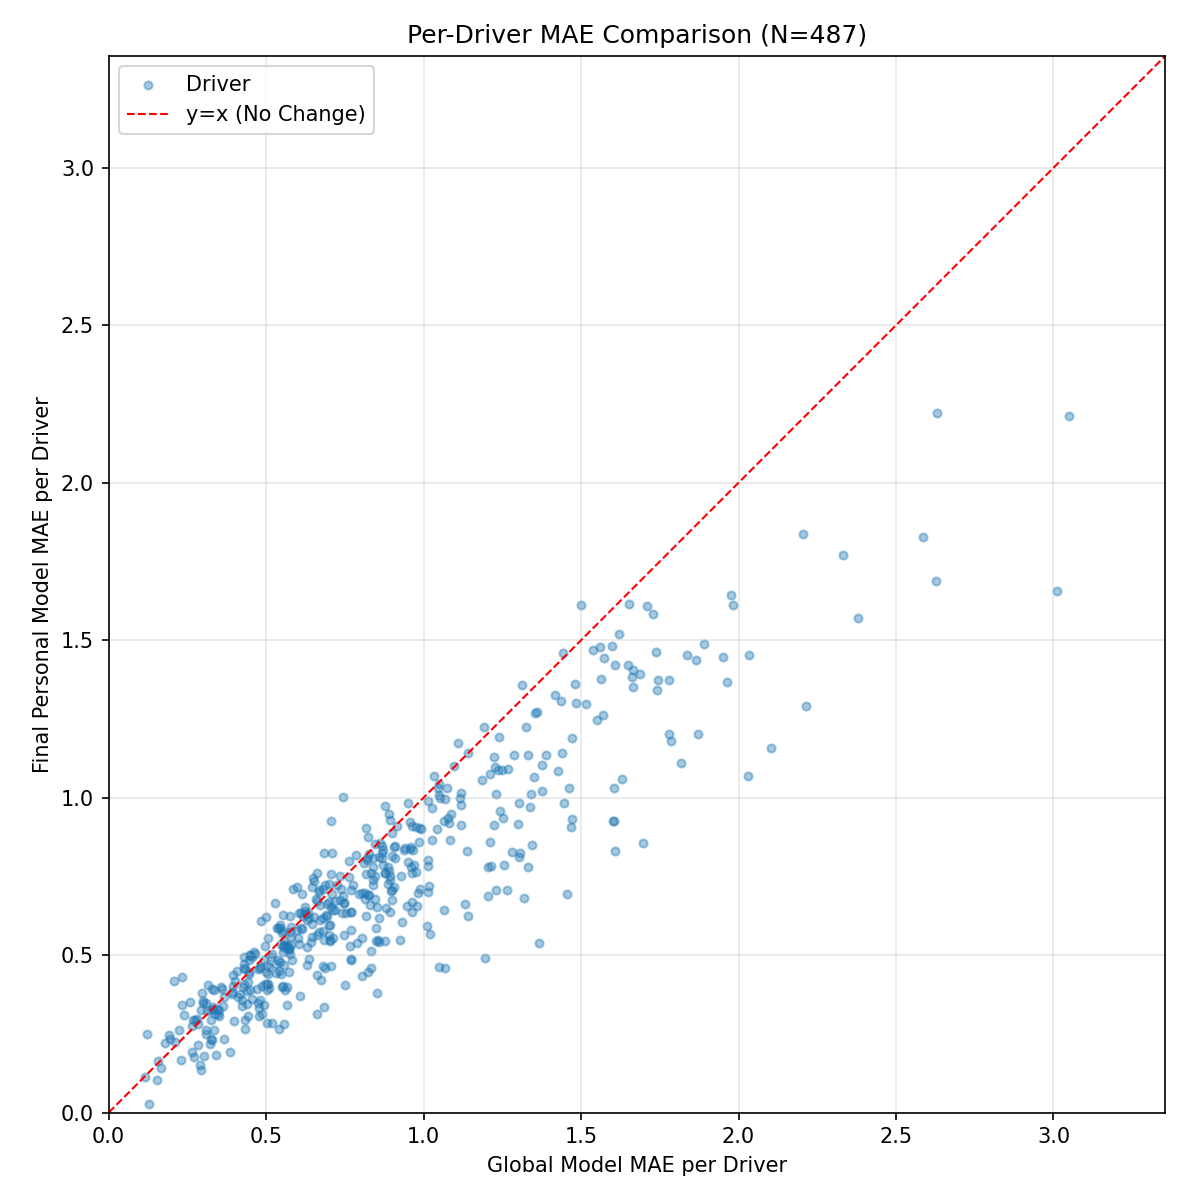 Per-Driver MAE Comparison (N=487)
Driver
y=x (No Change)
3.0
2.5
2.0
1.5
1.0
0.5
0.0
Final Personal Model MAE per Driver
0.0 0.5 1.0 1.5 2.0 2.5 3.0
Global Model MAE per Driver